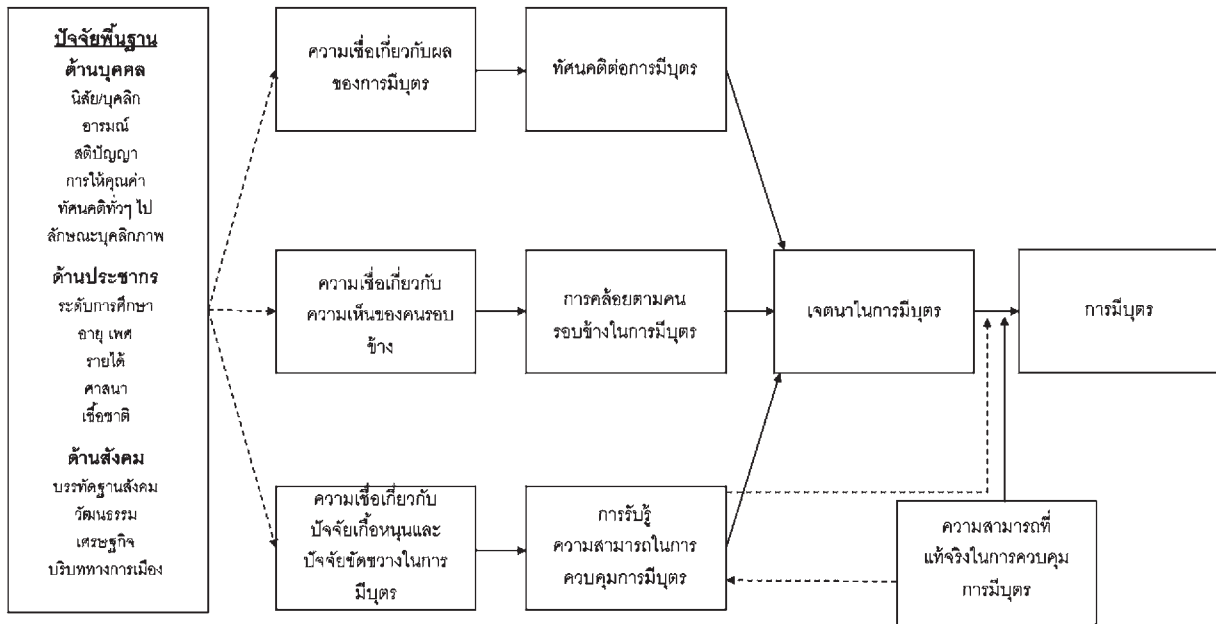 ปัจจัยพื้นฐาน
ด้านบุคคล
นิสัย/บุคลิก
อารมณ์
สติปัญญา
การให้คุณค่า
ทัศนคติทั่วๆ ไป
ลักษณะบุคลิกภาพ
ด้านประชากร
ระดับการศึกษา
อายุ เพศ
รายได้
ศาสนา
เชื้อชาติ
ด้านสังคม
บรรทัดฐานสังคม
วัฒนธรรม
เศรษฐกิจ
บริบททางการเมือง
ความเชื่อเกี่ยวกับผล
ของการมีบุตร
ทัศนคติต่อการมีบุตร
ความเชื่อเกี่ยวกับ
ความเห็นของคนรอบ
ข้าง
การคล้อยตามคน
รอบข้างในการมีบุตร
เจตนาในการมีบุตร
การมีบุตร
ความเชื่อเกี่ยวกับ
ปัจจัยเกื้อหนุนและ
ปัจจัยขัดขวางในการ
มีบุตร
การรับรู้
ความสามารถในการ
ควบคุมการมีบุตร
ความสามารถที่
แท้จริงในการควบคุม
การมีบุตร